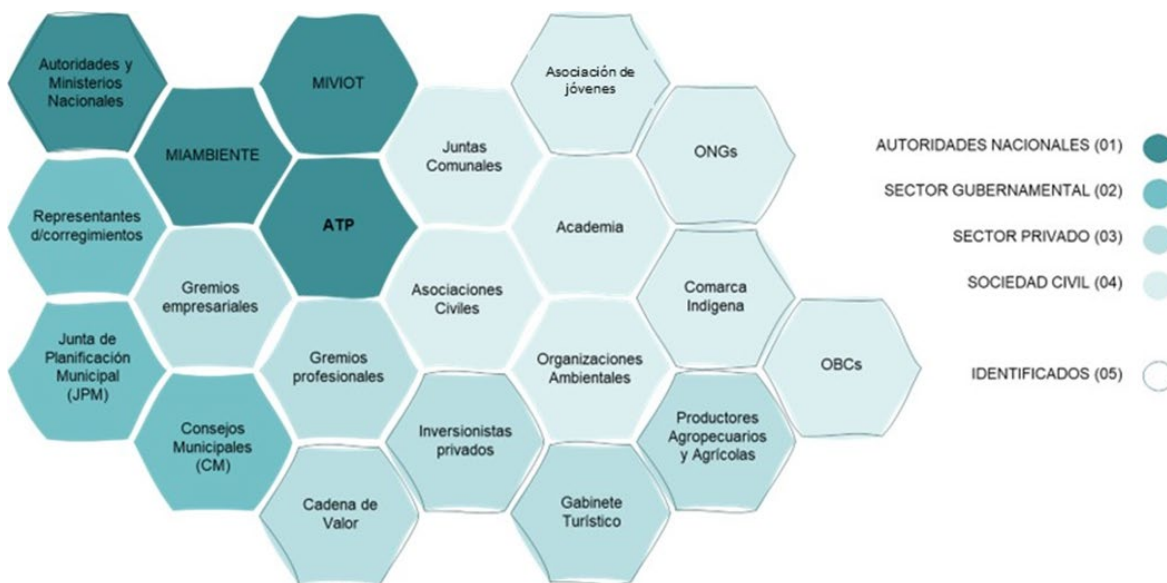 Autoridades y
Ministerios
Nacionales
MIVIOT
Asociación de
jóvenes
MIAMBIENTE
Juntas
Comunales
ONGs
Representantes
d/corregimientos
ATP
Academia
Gremios
empresariales
Asociaciones
Civiles
Comarca
Indígena
Junta de
Planificación
Municipal
(JPM)
Gremios
profesionales
Organizaciones
Ambientales
OBCs
Consejos
Municipales
(CM)
Inversionistas
privados
Productores
Agropecuarios
y Agrícolas
Cadena de
Valor
Gabinete
Turístico
AUTORIDADES NACIONALES (01)
SECTOR GUBERNAMENTAL (02)
SECTOR PRIVADO (03)
SOCIEDAD CIVIL (04)
IDENTIFICADOS (05)